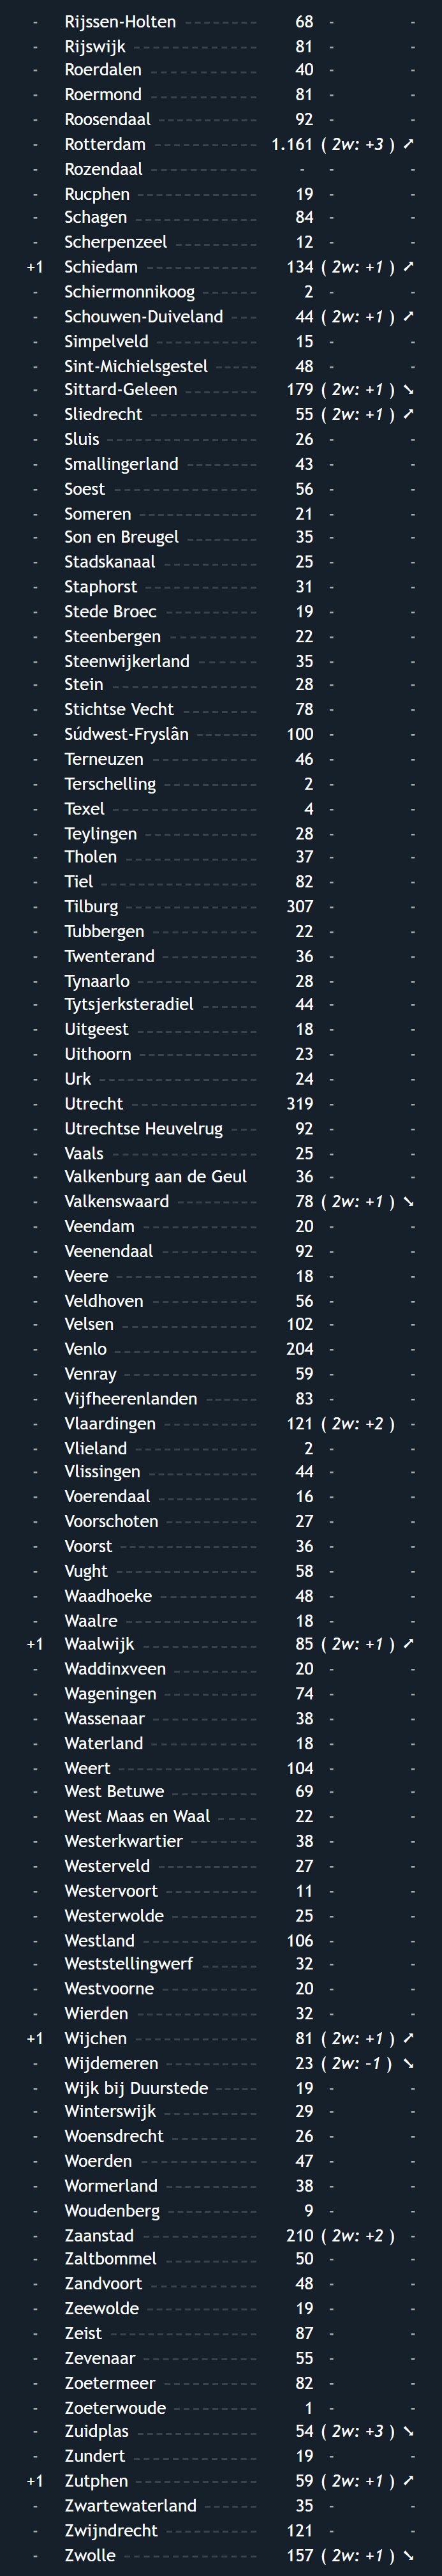 - Rijssen-Holten 68 - -
- Rijswijk 81 - -
- Roerdalen 40 - -
- Roermond 81 - -
- Roosendaal 92 - -
- Rotterdam 1.161 ( 2w: +3 ) ➚
- Rozendaal - - -
- Rucphen 19 - -
- Schagen 84 - -
- Scherpenzeel 12 - -
+1 Schiedam 134 ( 2w: +1 ) ➚
- Schiermonnikoog 2 - -
- Schouwen-Duiveland 44 ( 2w: +1 ) ➚
- Simpelveld 15 - -
- Sint-Michielsgestel 48 - -
- Sittard-Geleen 179 ( 2w: +1 ) ➘
- Sliedrecht 55 ( 2w: +1 ) ➚
- Sluis 26 - -
- Smallingerland 43 - -
- Soest 56 - -
- Someren 21 - -
- Son en Breugel 35 - -
- Stadskanaal 25 - -
- Staphorst 31 - -
- Stede Broec 19 - -
- Steenbergen 22 - -
- Steenwijkerland 35 - -
- Stein 28 - -
- Stichtse Vecht 78 - -
- Súdwest-Fryslân 100 - -
- Terneuzen 46 - -
- Terschelling 2 - -
- Texel 4 - -
- Teylingen 28 - -
- Tholen 37 - -
- Tiel 82 - -
- Tilburg 307 - -
- Tubbergen 22 - -
- Twenterand 36 - -
- Tynaarlo 28 - -
- Tytsjerksteradiel 44 - -
- Uitgeest 18 - -
- Uithoorn 23 - -
- Urk 24 - -
- Utrecht 319 - -
- Utrechtse Heuvelrug 92 - -
- Vaals 25 - -
- Valkenburg aan de Geul 36 - -
- Valkenswaard 78 ( 2w: +1 ) ➘
- Veendam 20 - -
- Veenendaal 92 - -
- Veere 18 - -
- Veldhoven 56 - -
- Velsen 102 - -
- Venlo 204 - -
- Venray 59 - -
- Vijfheerenlanden 83 - -
- Vlaardingen 121 ( 2w: +2 ) -
- Vlieland 2 - -
- Vlissingen 44 - -
- Voerendaal 16 - -
- Voorschoten 27 - -
- Voorst 36 - -
- Vught 58 - -
- Waadhoeke 48 - -
- Waalre 18 - -
+1 Waalwijk 85 ( 2w: +1 ) ➚
- Waddinxveen 20 - -
- Wageningen 74 - -
- Wassenaar 38 - -
- Waterland 18 - -
- Weert 104 - -
- West Betuwe 69 - -
- West Maas en Waal 22 - -
- Westerkwartier 38 - -
- Westerveld 27 - -
- Westervoort 11 - -
- Westerwolde 25 - -
- Westland 106 - -
- Weststellingwerf 32 - -
- Westvoorne 20 - -
- Wierden 32 - -
+1 Wijchen 81 ( 2w: +1 ) ➚
- Wijdemeren 23 ( 2w: -1 ) ➘
- Wijk bij Duurstede 19 - -
- Winterswijk 29 - -
- Woensdrecht 26 - -
- Woerden 47 - -
- Wormerland 38 - -
- Woudenberg 9 - -
- Zaanstad 210 ( 2w: +2 ) -
- Zaltbommel 50 - -
- Zandvoort 48 - -
- Zeewolde 19 - -
- Zeist 87 - -
- Zevenaar 55 - -
- Zoetermeer 82 - -
- Zoeterwoude 1 - -
- Zuidplas 54 ( 2w: +3 ) ➘
- Zundert 19 - -
+1 Zutphen 59 ( 2w: +1 ) ➚
- Zwartewaterland 35 - -
- Zwijndrecht 121 - -
- Zwolle 157 ( 2w: +1 ) ➘